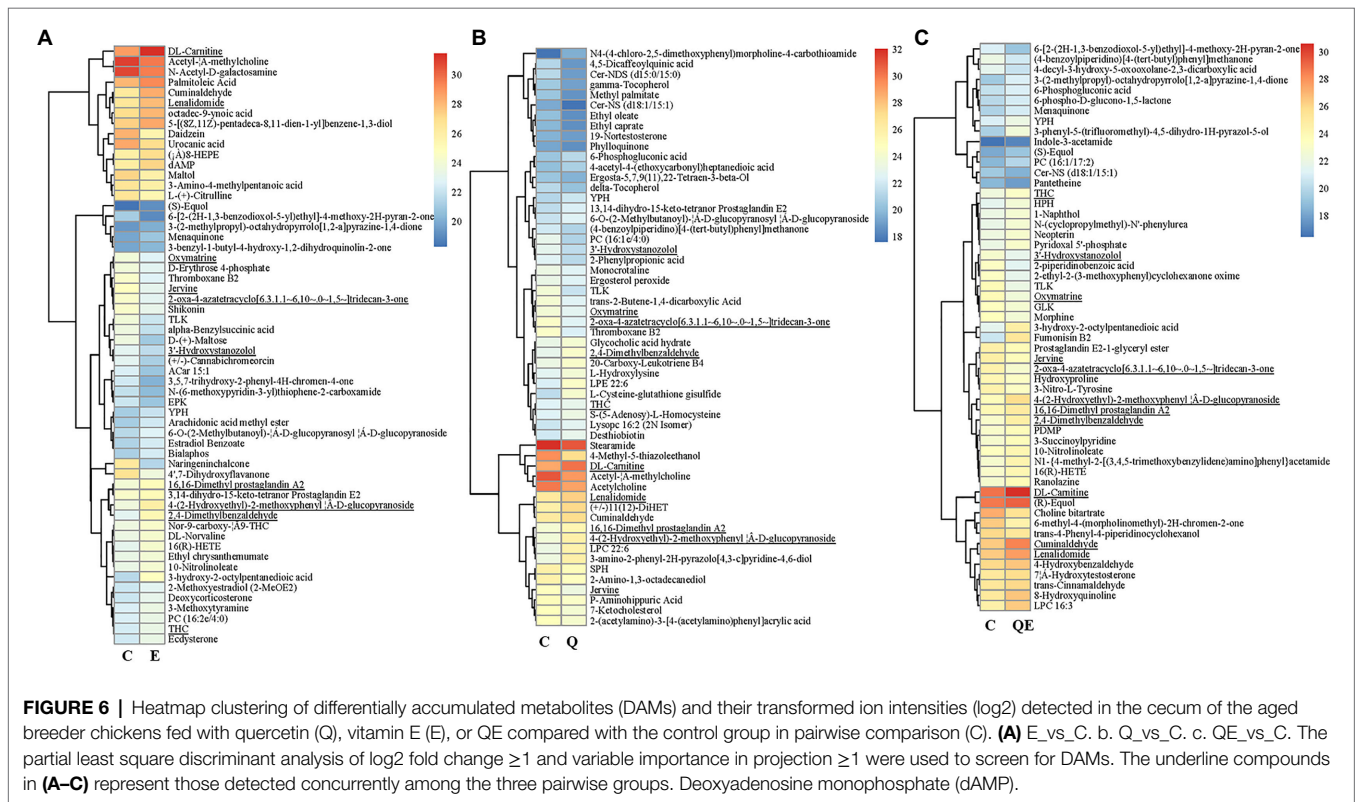 A
DL-Carnitine
Acetyl-¦Á-methylcholine
N-Acetyl-D-galactosamine
Palmitoleic Acid
Cuminaldehyde
Lenalidomide
octadec-9-ynoic acid
5-[(8Z,11Z)-pentadeca-8,11-dien-1-yl]benzene-1,3-diol
Daidzein
Urocanic acid
(¡À)8-HEPE
dAMP
Maltol
3-Amino-4-methylpentanoic acid
L-(+)-Citrulline
(S)-Equol
6-[2-(2H-1,3-benzodioxol-5-yl)ethyl]-4-methoxy-2H-pyran-2-one
3-(2-methylpropyl)-octahydropyrrolo[1,2-a]pyrazine-1,4-dione
Menaquinone
3-benzyl-1-butyl-4-hydroxy-1,2-dihydroquinolin-2-one
Oxymatrine
D-Erythrose 4-phosphate
Thromboxane B2
Jervine
2-oxa-4-azatetracyclo[6.3.1.1~6,10~.0~1,5~]tridecan-3-one
Shikonin
TLK
alpha-Benzylsuccinic acid
D-(+)-Maltose
3'-Hydroxystanozolol
(+/-)-Cannabichromeorcin
ACar 15:1
3,5,7-trihydroxy-2-phenyl-4H-chromen-4-one
N-(6-methoxypyridin-3-yl)thiophene-2-carboxamide
EPK
YPH
Arachidonic acid methyl ester
6-O-(2-Methylbutanoyl)-¦Á-D-glucopyranosyl ¦Á-D-glucopyranoside
Estradiol Benzoate
Bialaphos
Naringeninchalcone
4',7-Dihydroxyflavanone
16,16-Dimethyl prostaglandin A2
3,14-dihydro-15-keto-tetranor Prostaglandin E2
4-(2-Hydroxyethyl)-2-methoxyphenyl ¦Â-D-glucopyranoside
2,4-Dimethylbenzaldehyde
Nor-9-carboxy-¦Ä9-THC
DL-Norvaline
16(R)-HETE
Ethyl chrysanthemumate
10-Nitrolinoleate
3-hydroxy-2-octylpentanedioic acid
2-Methoxyestradiol (2-MeOE2)
Deoxycorticosterone
3-Methoxytyramine
PC (16:2e/4:0)
THC
Ecdysterone
C E
30
28
26
24
22
20
B
N4-(4-chloro-2,5-dimethoxyphenyl)morpholine-4-carbothioamide
4,5-Dicaffeoylquinic acid
Cer-NDS (d15:0/15:0)
gamma-Tocopherol
Methyl palmitate
Cer-NS (d18:1/15:1)
Ethyl oleate
Ethyl caprate
19-Nortestosterone
Phylloquinone
6-Phosphogluconic acid
4-acetyl-4-(ethoxycarbonyl)heptanedioic acid
Ergosta-5,7,9(11),22-Tetraen-3-beta-Ol
delta-Tocopherol
YPH
13,14-dihydro-15-keto-tetranor Prostaglandin E2
6-O-(2-Methylbutanoyl)-¦Á-D-glucopyranosyl ¦Á-D-glucopyranoside
(4-benzoylpiperidino)[4-(tert-butyl)phenyl]methanone
PC (16:1e/4:0)
3'-Hydroxystanozolol
2-Phenylpropionic acid
Monocrotaline
Ergosterol peroxide
TLK
trans-2-Butene-1,4-dicarboxylic Acid
Oxymatrine
2-oxa-4-azatetracyclo[6.3.1.1~6,10~.0~1,5~]tridecan-3-one
Thromboxane B2
Glycocholic acid hydrate
2,4-Dimethylbenzaldehyde
20-Carboxy-Leukotriene B4
L-Hydroxylysine
LPE 22:6
L-Cysteine-glutathione gisulfide
THC
S-(5-Adenosy)-L-Homocysteine
Lysopc 16:2 (2N Isomer)
Desthiobiotin
Stearamide
4-Methyl-5-thiazoleethanol
DL-Carnitine
Acetyl-¦Á-methylcholine
Acetylcholine
Lenalidomide
(+/-)11(12)-DiHET
Cuminaldehyde
16,16-Dimethyl prostaglandin A2
4-(2-Hydroxyethyl)-2-methoxyphenyl ¦Â-D-glucopyranoside
LPC 22:6
3-amino-2-phenyl-2H-pyrazolo[4,3-c]pyridine-4,6-diol
SPH
2-Amino-1,3-octadecanediol
Jervine
P-Aminohippuric Acid
7-Ketocholesterol
2-(acetylamino)-3-[4-(acetylamino)phenyl]acrylic acid
C Q
32
30
28
26
24
22
20
18
C
6-[2-(2H-1,3-benzodioxol-5-yl)ethyl]-4-methoxy-2H-pyran-2-one
(4-benzoylpiperidino)[4-(tert-butyl)phenyl]methanone
4-decyl-3-hydroxy-5-oxooxolane-2,3-dicarboxylic acid
3-(2-methylpropyl)-octahydropyrrolo[1,2-a]pyrazine-1,4-dione
6-Phosphogluconic acid
6-phospho-D-glucono-1,5-lactone
Menaquinone
YPH
3-phenyl-5-(trifluoromethyl)-4,5-dihydro-1H-pyrazol-5-ol
Indole-3-acetamide
(S)-Equol
PC (16:1/17:2)
Cer-NS (d18:1/15:1)
Pantetheine
THC
HPH
1-Naphthol
N-(cyclopropylmethyl)-N'-phenylurea
Neopterin
Pyridoxal 5'-phosphate
3'-Hydroxystanozolol
2-piperidinobenzoic acid
2-ethyl-2-(3-methoxyphenyl)cyclohexanone oxime
TLK
Oxymatrine
GLK
Morphine
3-hydroxy-2-octylpentanedioic acid
Fumonisin B2
Prostaglandin E2-1-glyceryl ester
Jervine
2-oxa-4-azatetracyclo[6.3.1.1~6,10~.0~1,5~]tridecan-3-one
Hydroxyproline
3-Nitro-L-Tyrosine
4-(2-Hydroxyethyl)-2-methoxyphenyl ¦Â-D-glucopyranoside
16,16-Dimethyl prostaglandin A2
2,4-Dimethylbenzaldehyde
PDMP
3-Succinoylpyridine
10-Nitrolinoleate
N1-{4-methyl-2-[(3,4,5-trimethoxybenzylidene)amino]phenyl}acetamide
16(R)-HETE
Ranolazine
DL-Carnitine
(R)-Equol
Choline bitartrate
6-methyl-4-(morpholinomethyl)-2H-chromen-2-one
trans-4-Phenyl-4-piperidinocyclohexanol
Cuminaldehyde
Lenalidomide
4-Hydroxybenzaldehyde
7¦Á-Hydroxytestosterone
trans-Cinnamaldehyde
8-Hydroxyquinoline
LPC 16:3
C QE
30
28
26
24
22
20
18
FIGURE 6 | Heatmap clustering of differentially accumulated metabolites (DAMs) and their transformed ion intensities (log2) detected in the cecum of the aged
breeder chickens fed with quercetin (Q), vitamin E (E), or QE compared with the control group in pairwise comparison (C). (A) E_vs_C. b. Q_vs_C. c. QE_vs_C. The
partial least square discriminant analysis of log2 fold change ≥1 and variable importance in projection ≥1 were used to screen for DAMs. The underline compounds
in (A–C) represent those detected concurrently among the three pairwise groups. Deoxyadenosine monophosphate (dAMP).